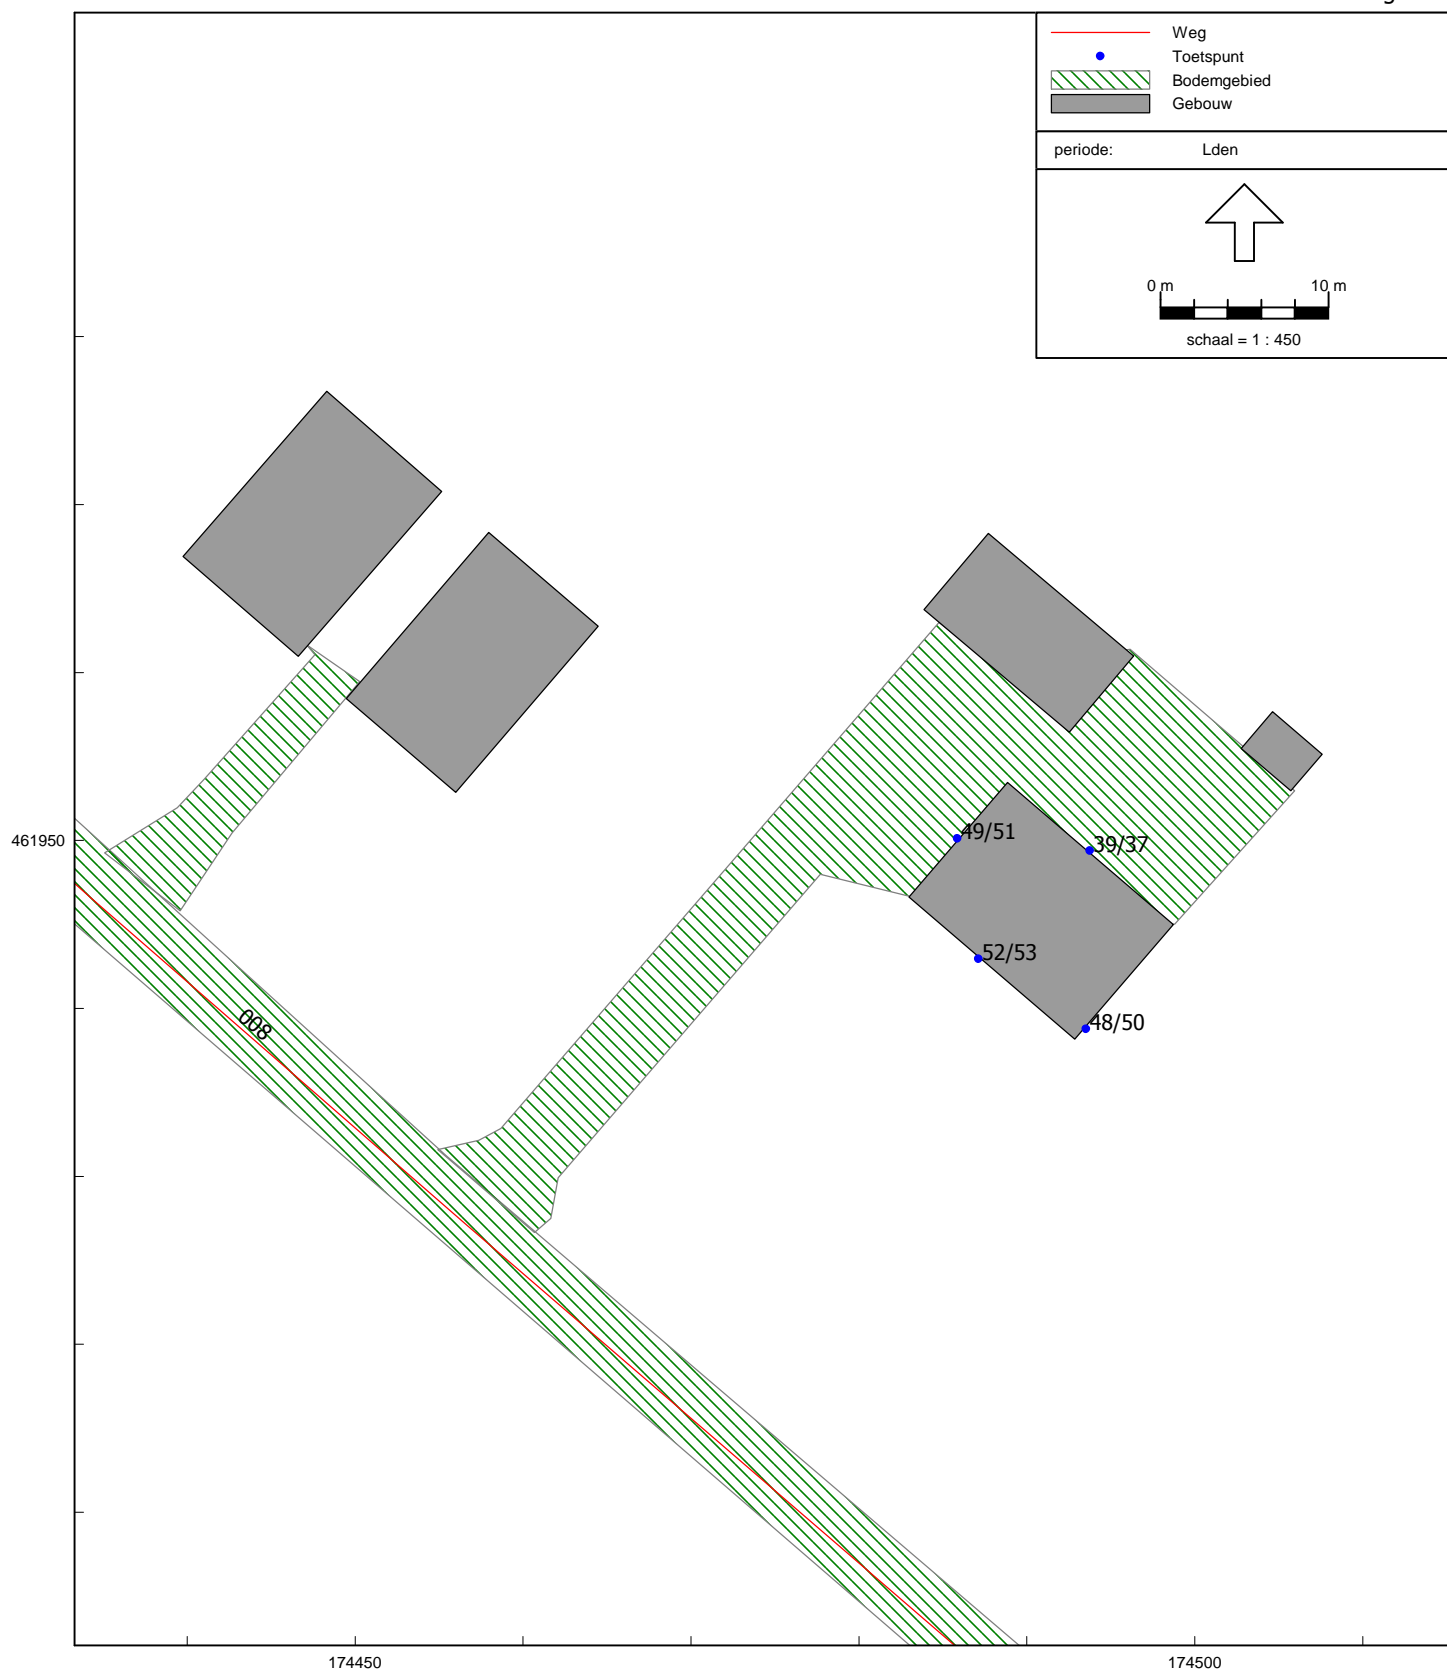 Weg
Toetspunt
Bodemgebied
Gebouw
periode: Lden
0 m 10 m
schaal = 1 : 450
49/51
39/37
461950
52/53
48/50
008
174450 174500